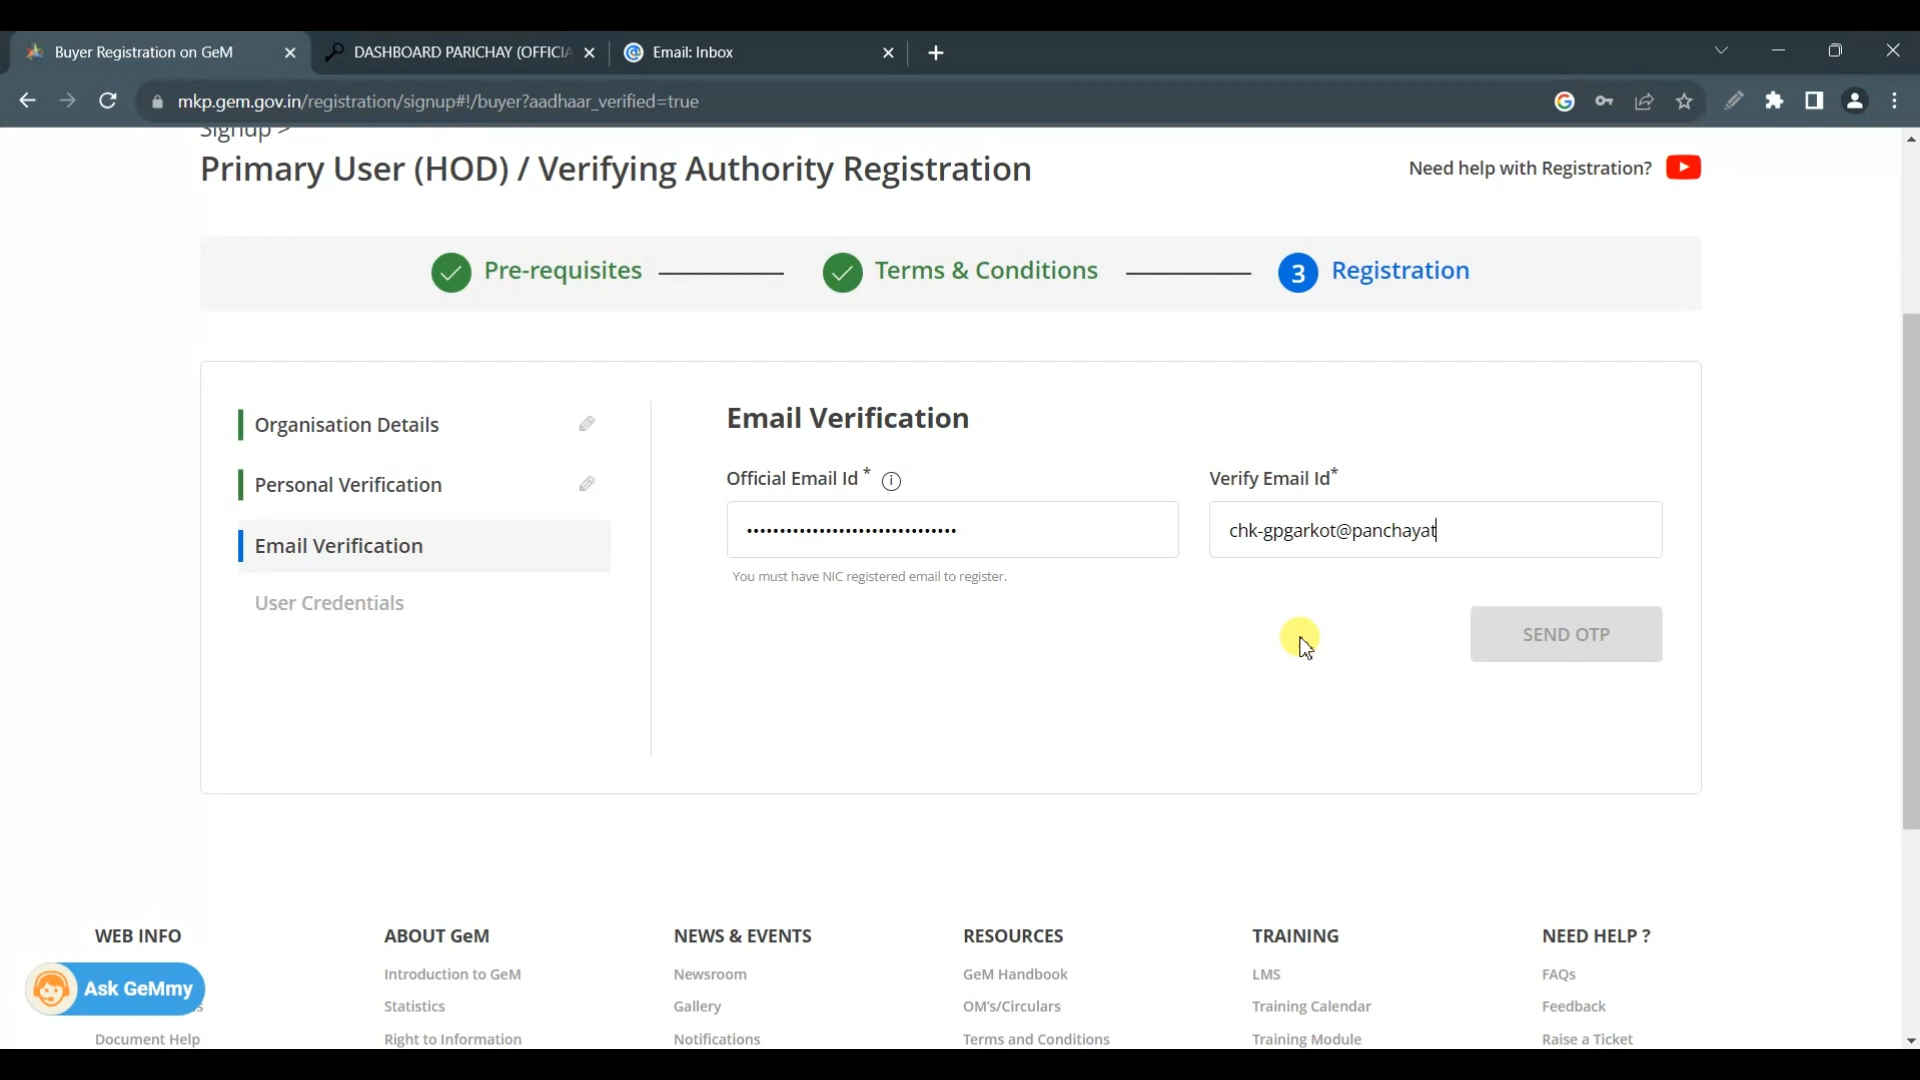 Buyer Registration on GeM
DASHBOARD PARICHAY (OFFICIA
Email: Inbox
mkp.gem.gov.in/registration/signup#!/buyer?aadhaar_verified=true
Signup >
Primary User (HOD) / Verifying Authority Registration
Need help with Registration?
Pre-requisites
Terms & Conditions
3 Registration
Organisation Details
Personal Verification
Email Verification
User Credentials
Email Verification
Official Email Id *
Verify Email Id*
••••••••••••••••••••••••••••••••
chk-gpgarkot@panchayat
You must have NIC registered email to register.
SEND OTP
WEB INFO
ABOUT GeM
NEWS & EVENTS
RESOURCES
TRAINING
NEED HELP ?
Introduction to GeM
Newsroom
GeM Handbook
LMS
FAQs
Ask GeMmy
Statistics
Gallery
OM's/Circulars
Training Calendar
Feedback
Document Help
Right to Information
Notifications
Terms and Conditions
Training Module
Raise a Ticket